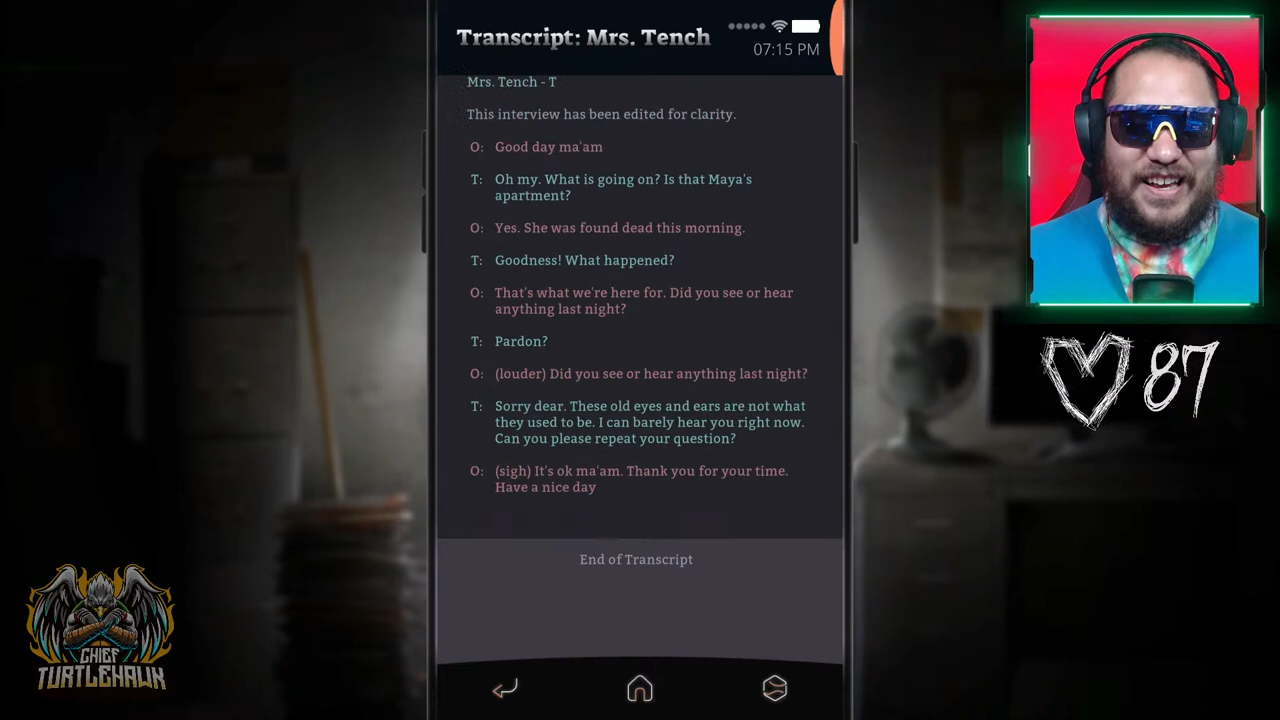 Transcript: Mrs. Tench
07:15 PM
Mrs. Tench - T
This interview has been edited for clarity.
O: Good day ma'am
T: Oh my. What is going on? Is that Maya's
apartment?
O: Yes. She was found dead this morning.
T: Goodness! What happened?
O: That's what we're here for. Did you see or hear
anything last night?
T: Pardon?
O: (louder) Did you see or hear anything last night?
T: Sorry dear. These old eyes and ears are not what
they used to be. I can barely hear you right now.
Can you please repeat your question?
O: (sigh) It's ok ma'am. Thank you for your time.
Have a nice day
End of Transcript
87
CHIEF
TURTLEHAWK